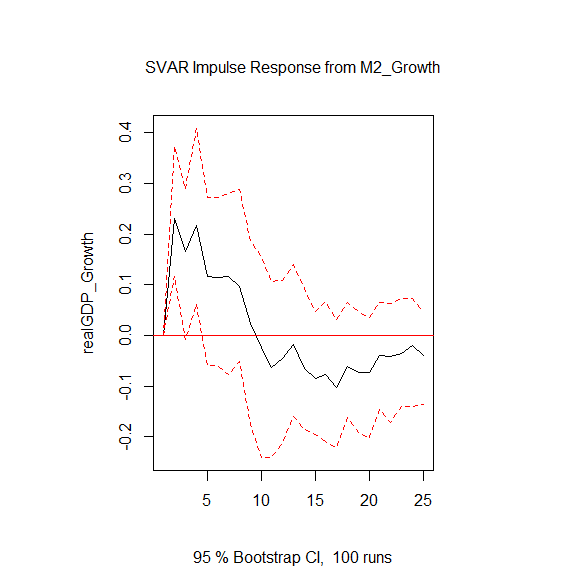 SVAR Impulse Response from M2_Growth
realGDP_Growth
0.4
0.3
0.2
0.1
0.0
-0.1
-0.2
5 10 15 20 25
95 % Bootstrap CI, 100 runs